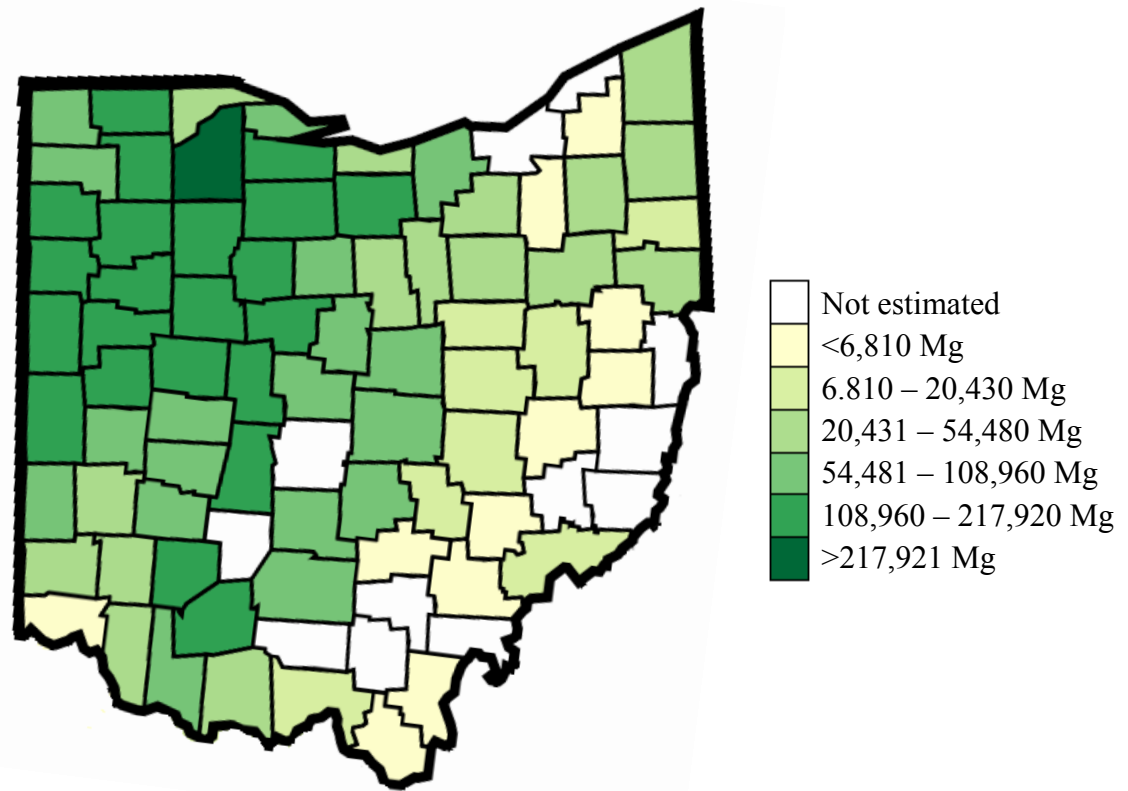 Not estimated
<6,810 Mg
6.810 – 20,430 Mg
20,431 – 54,480 Mg
54,481 – 108,960 Mg
108,960 – 217,920 Mg
>217,921 Mg